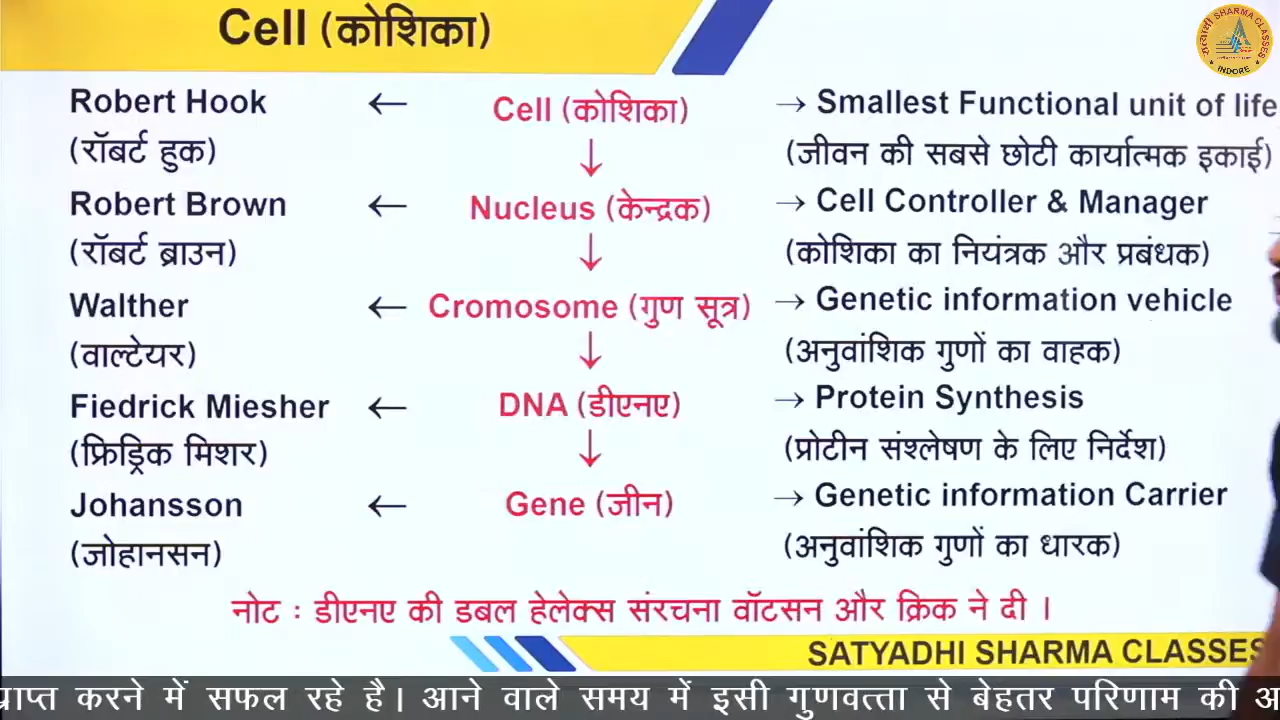 Cell (कोशिका)
SHARMA CLASSES
INDORE
Robert Hook ← Cell (कोशिका) → Smallest Functional unit of life
(रॉबर्ट हुक) ↓ (जीवन की सबसे छोटी कार्यात्मक इकाई)
Robert Brown ← Nucleus (केन्द्रक) → Cell Controller & Manager
(रॉबर्ट ब्राउन) ↓ (कोशिका का नियंत्रक और प्रबंधक)
Walther ← Cromosome (गुण सूत्र) → Genetic information vehicle
(वाल्टेयर) ↓ (अनुवांशिक गुणों का वाहक)
Fiedrick Miesher ← DNA (डीएनए) → Protein Synthesis
(फ्रिड्रिक मिशर) ↓ (प्रोटीन संश्लेषण के लिए निर्देश)
Johansson ← Gene (जीन) → Genetic information Carrier
(जोहानसन) (अनुवांशिक गुणों का धारक)
नोट : डीएनए की डबल हेलेक्स संरचना वॉटसन और क्रिक ने दी ।
SATYADHI SHARMA CLASSES
प्राप्त करने में सफल रहे है। आने वाले समय में इसी गुणवत्ता से बेहतर परिणाम की